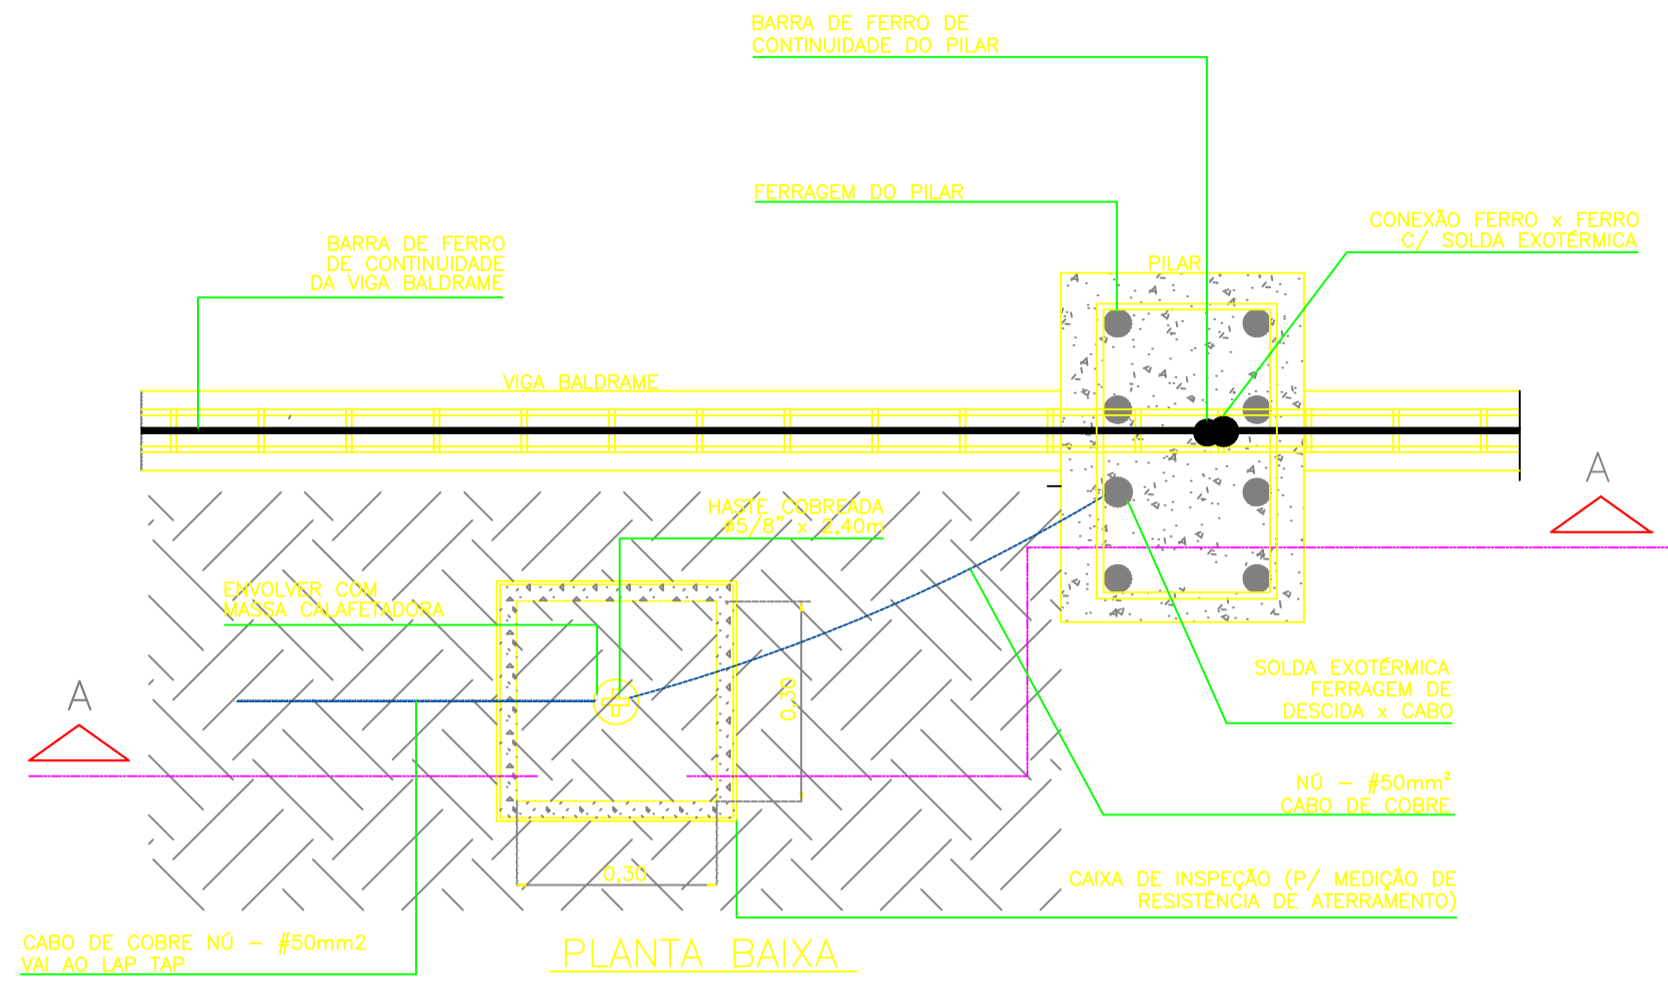 BARRA DE FERRO DE
CONTINUIDADE DO PILAR
FERRAGEM DO PILAR
CONEXÃO FERRO x FERRO
C/ SOLDA EXOTÉRMICA
BARRA DE FERRO
DE CONTINUIDADE
DA VIGA BALDRAME
PILAR
VIGA BALDRAME
A
HASTE COBREADA
ø5/8" x 2,40m
ENVOLVER COM
MASSA CALAFETADORA
A
0,30
SOLDA EXOTÉRMICA
FERRAGEM DE
DESCIDA x CABO
NÚ - #50mm²
CABO DE COBRE
0,30
CAIXA DE INSPEÇÃO (P/ MEDIÇÃO DE
RESISTÊNCIA DE ATERRAMENTO)
CABO DE COBRE NÚ - #50mm2
VAI AO LAP TAP
PLANTA BAIXA